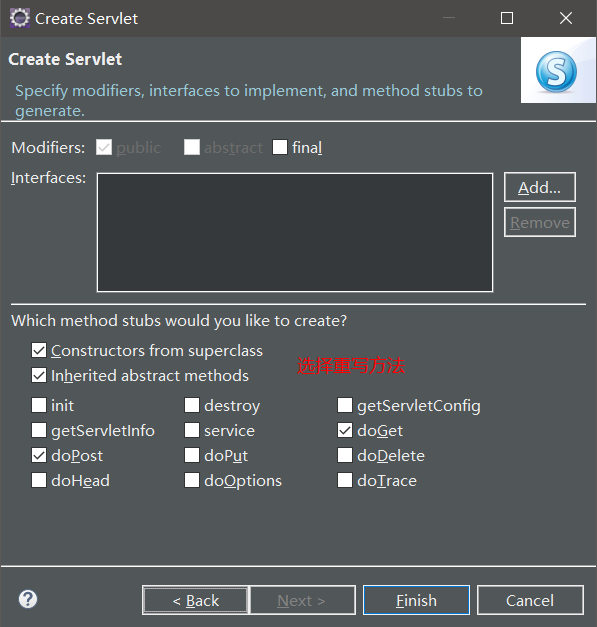 Create Servlet
Create Servlet
Specify modifiers, interfaces to implement, and method stubs to
generate.
Modifiers: public abstract final
Interfaces:
Add...
Remove
Which method stubs would you like to create?
Constructors from superclass
Inherited abstract methods
选择重写方法
init destroy getServletConfig
getServletInfo service doGet
doPost doPut doDelete
doHead doOptions doTrace
? < Back Next > Finish Cancel